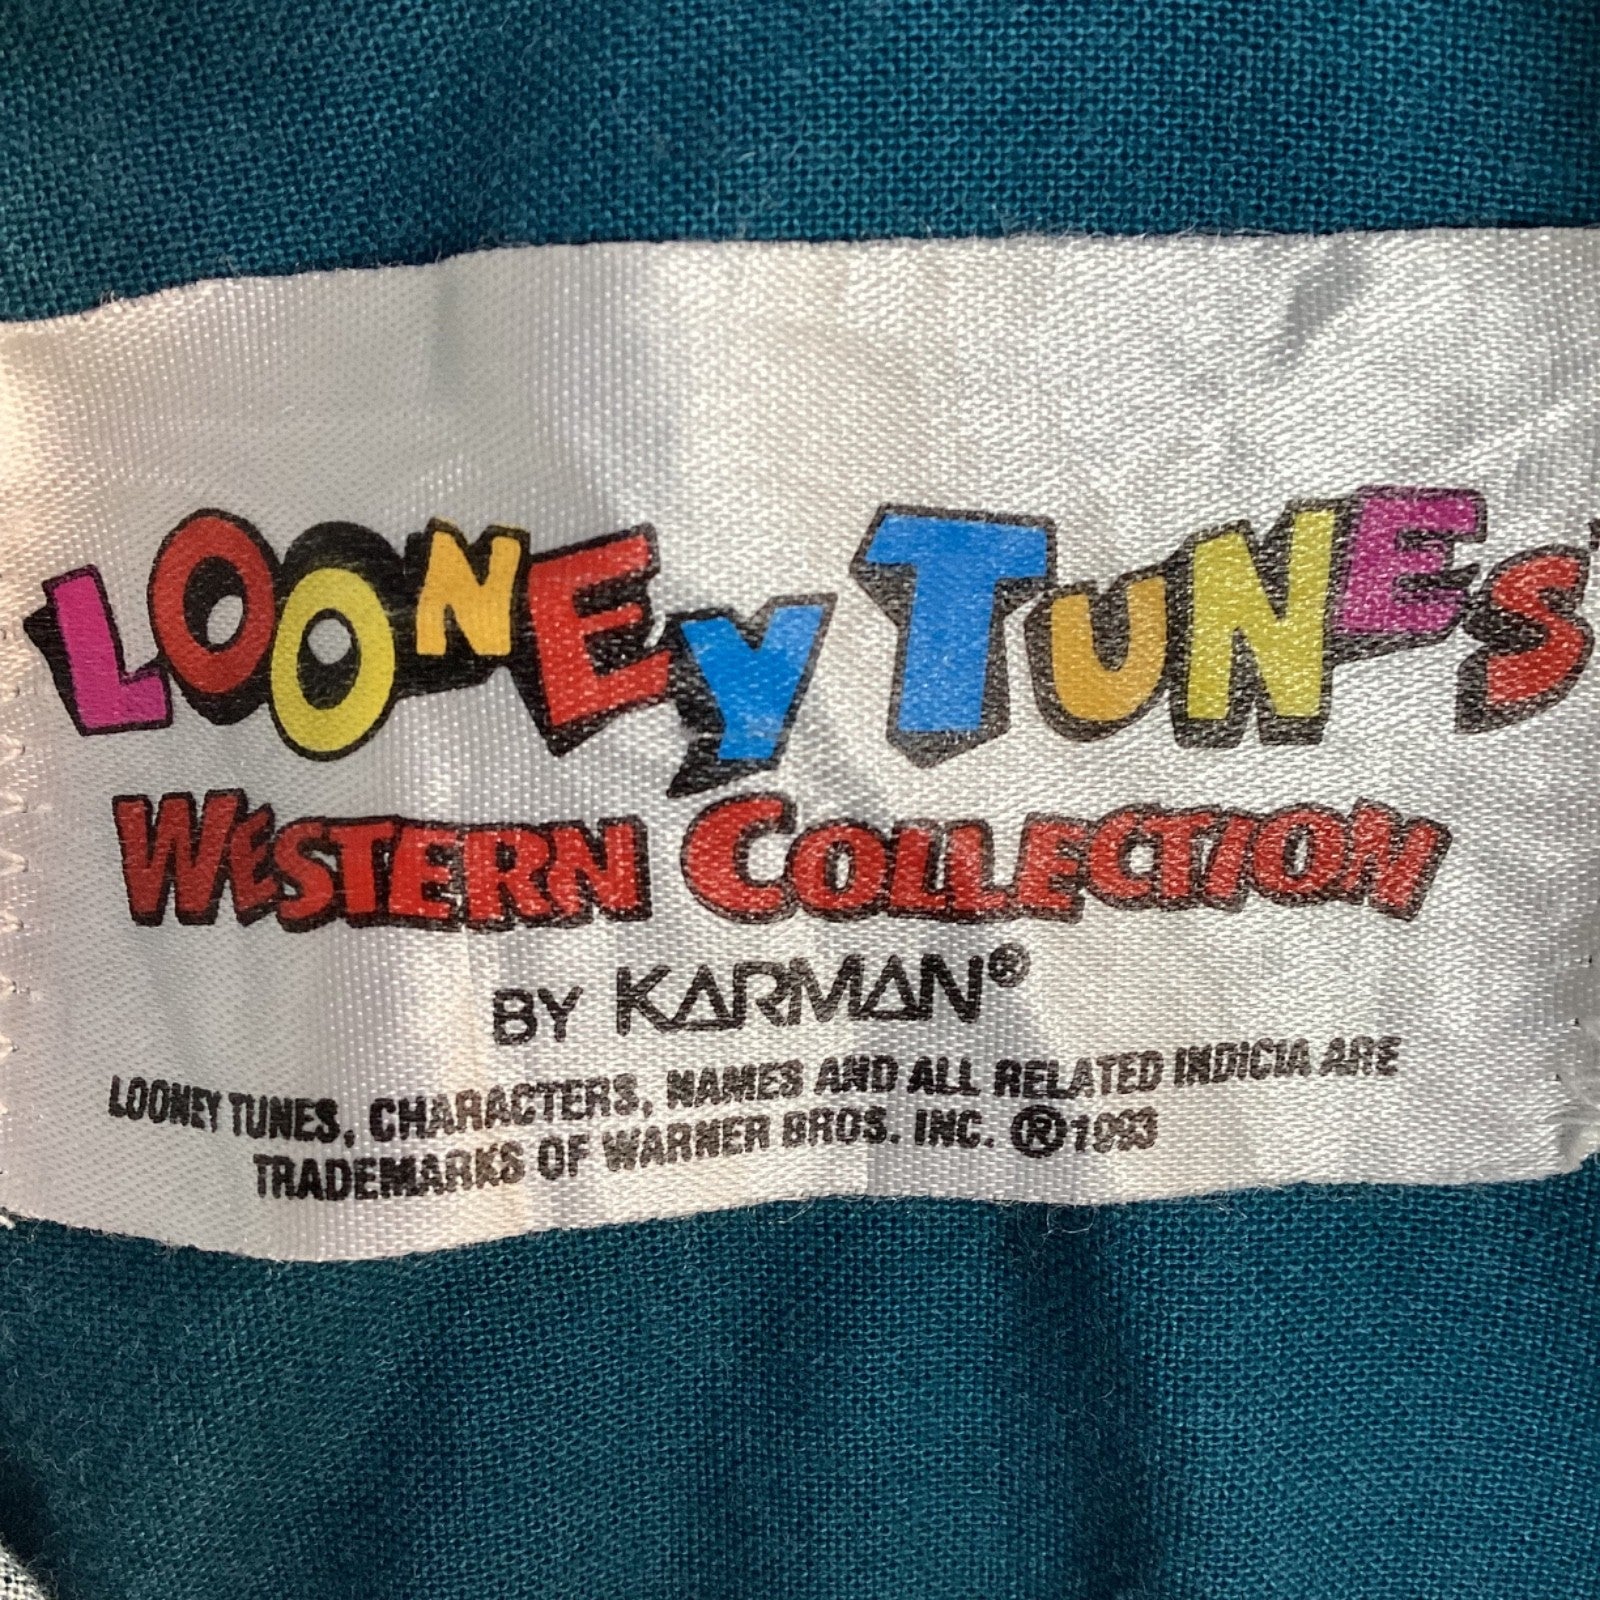 LOONEY TUNES
WESTERN COLLECTION
BY KARMAN®
LOONEY TUNES, CHARACTERS, NAMES AND ALL RELATED INDICIA ARE
TRADEMARKS OF WARNER BROS. INC. ®1993